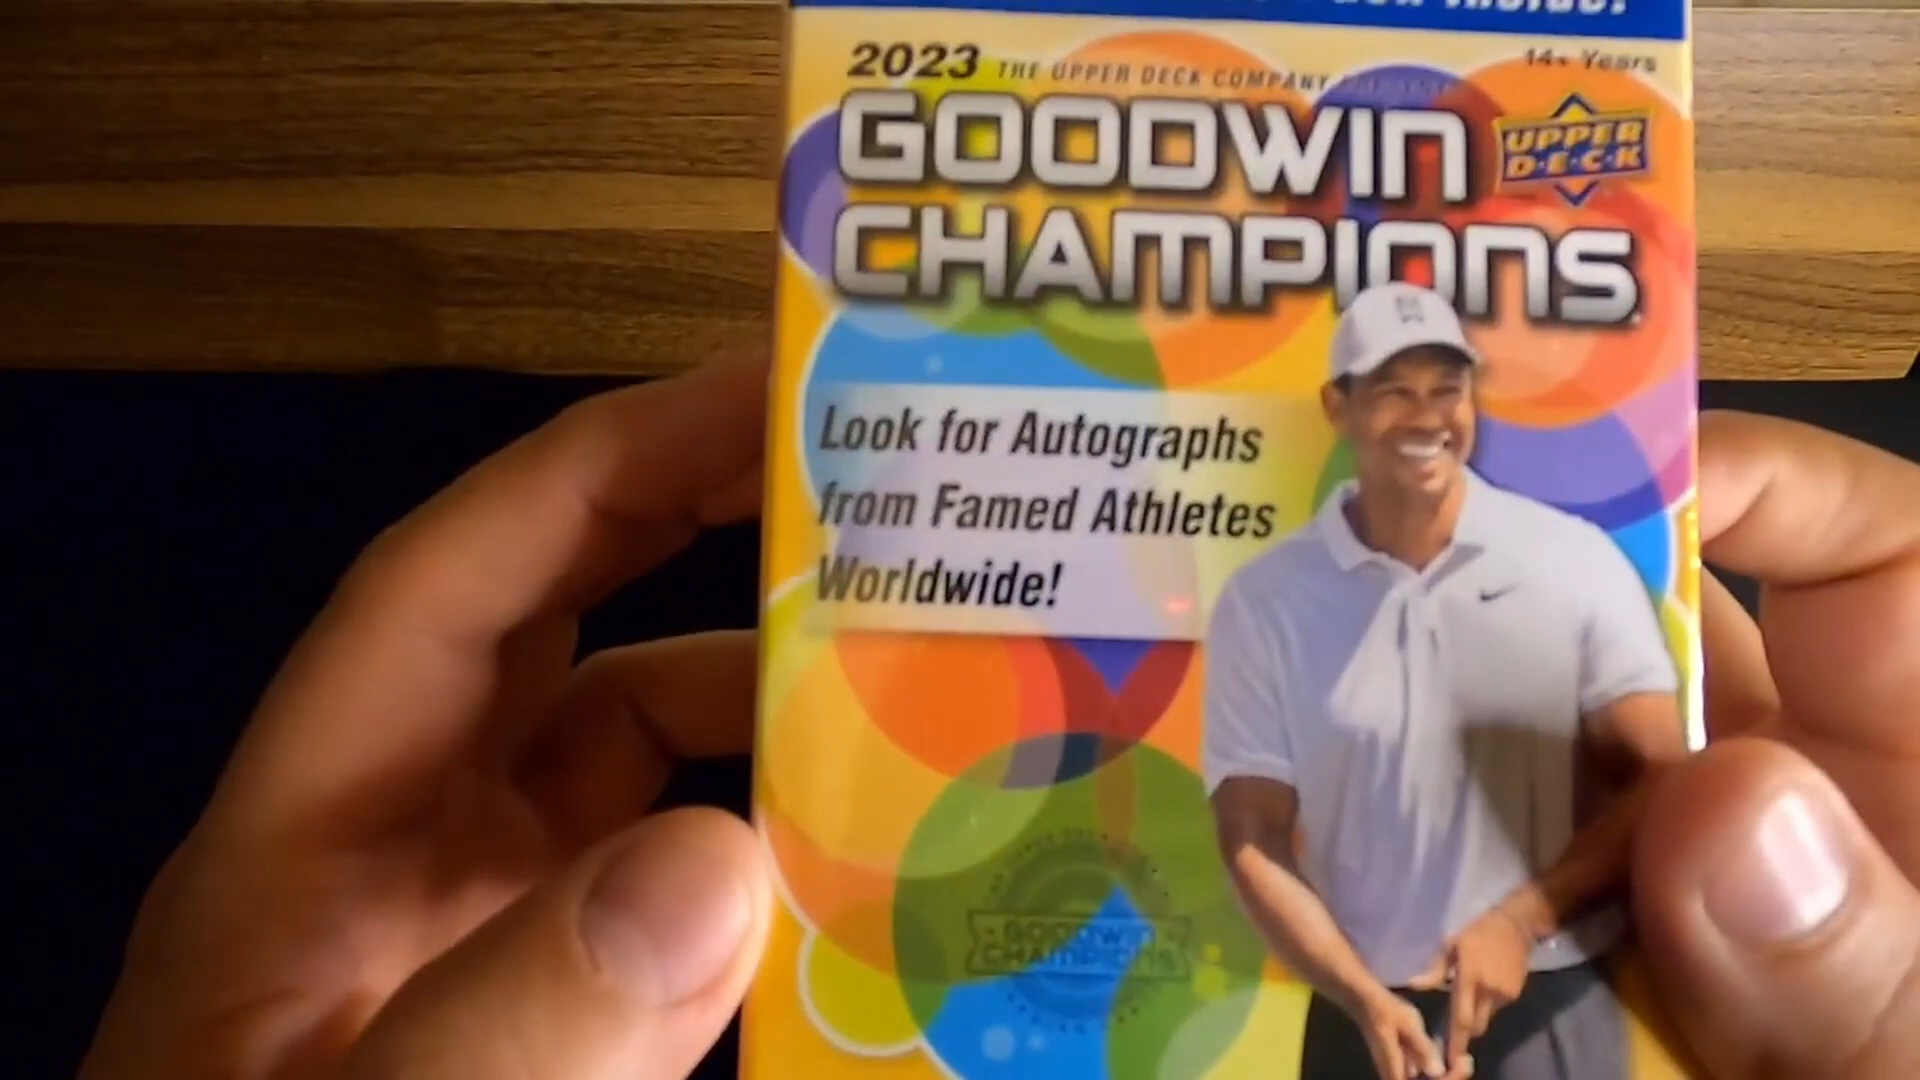 Inside!
2023 THE UPPER DECK COMPANY
14+ Years
GOODWIN
CHAMPIONS
UPPER
D·E·C·K
Look for Autographs
from Famed Athletes
Worldwide!
GOODWIN
CHAMPIONS